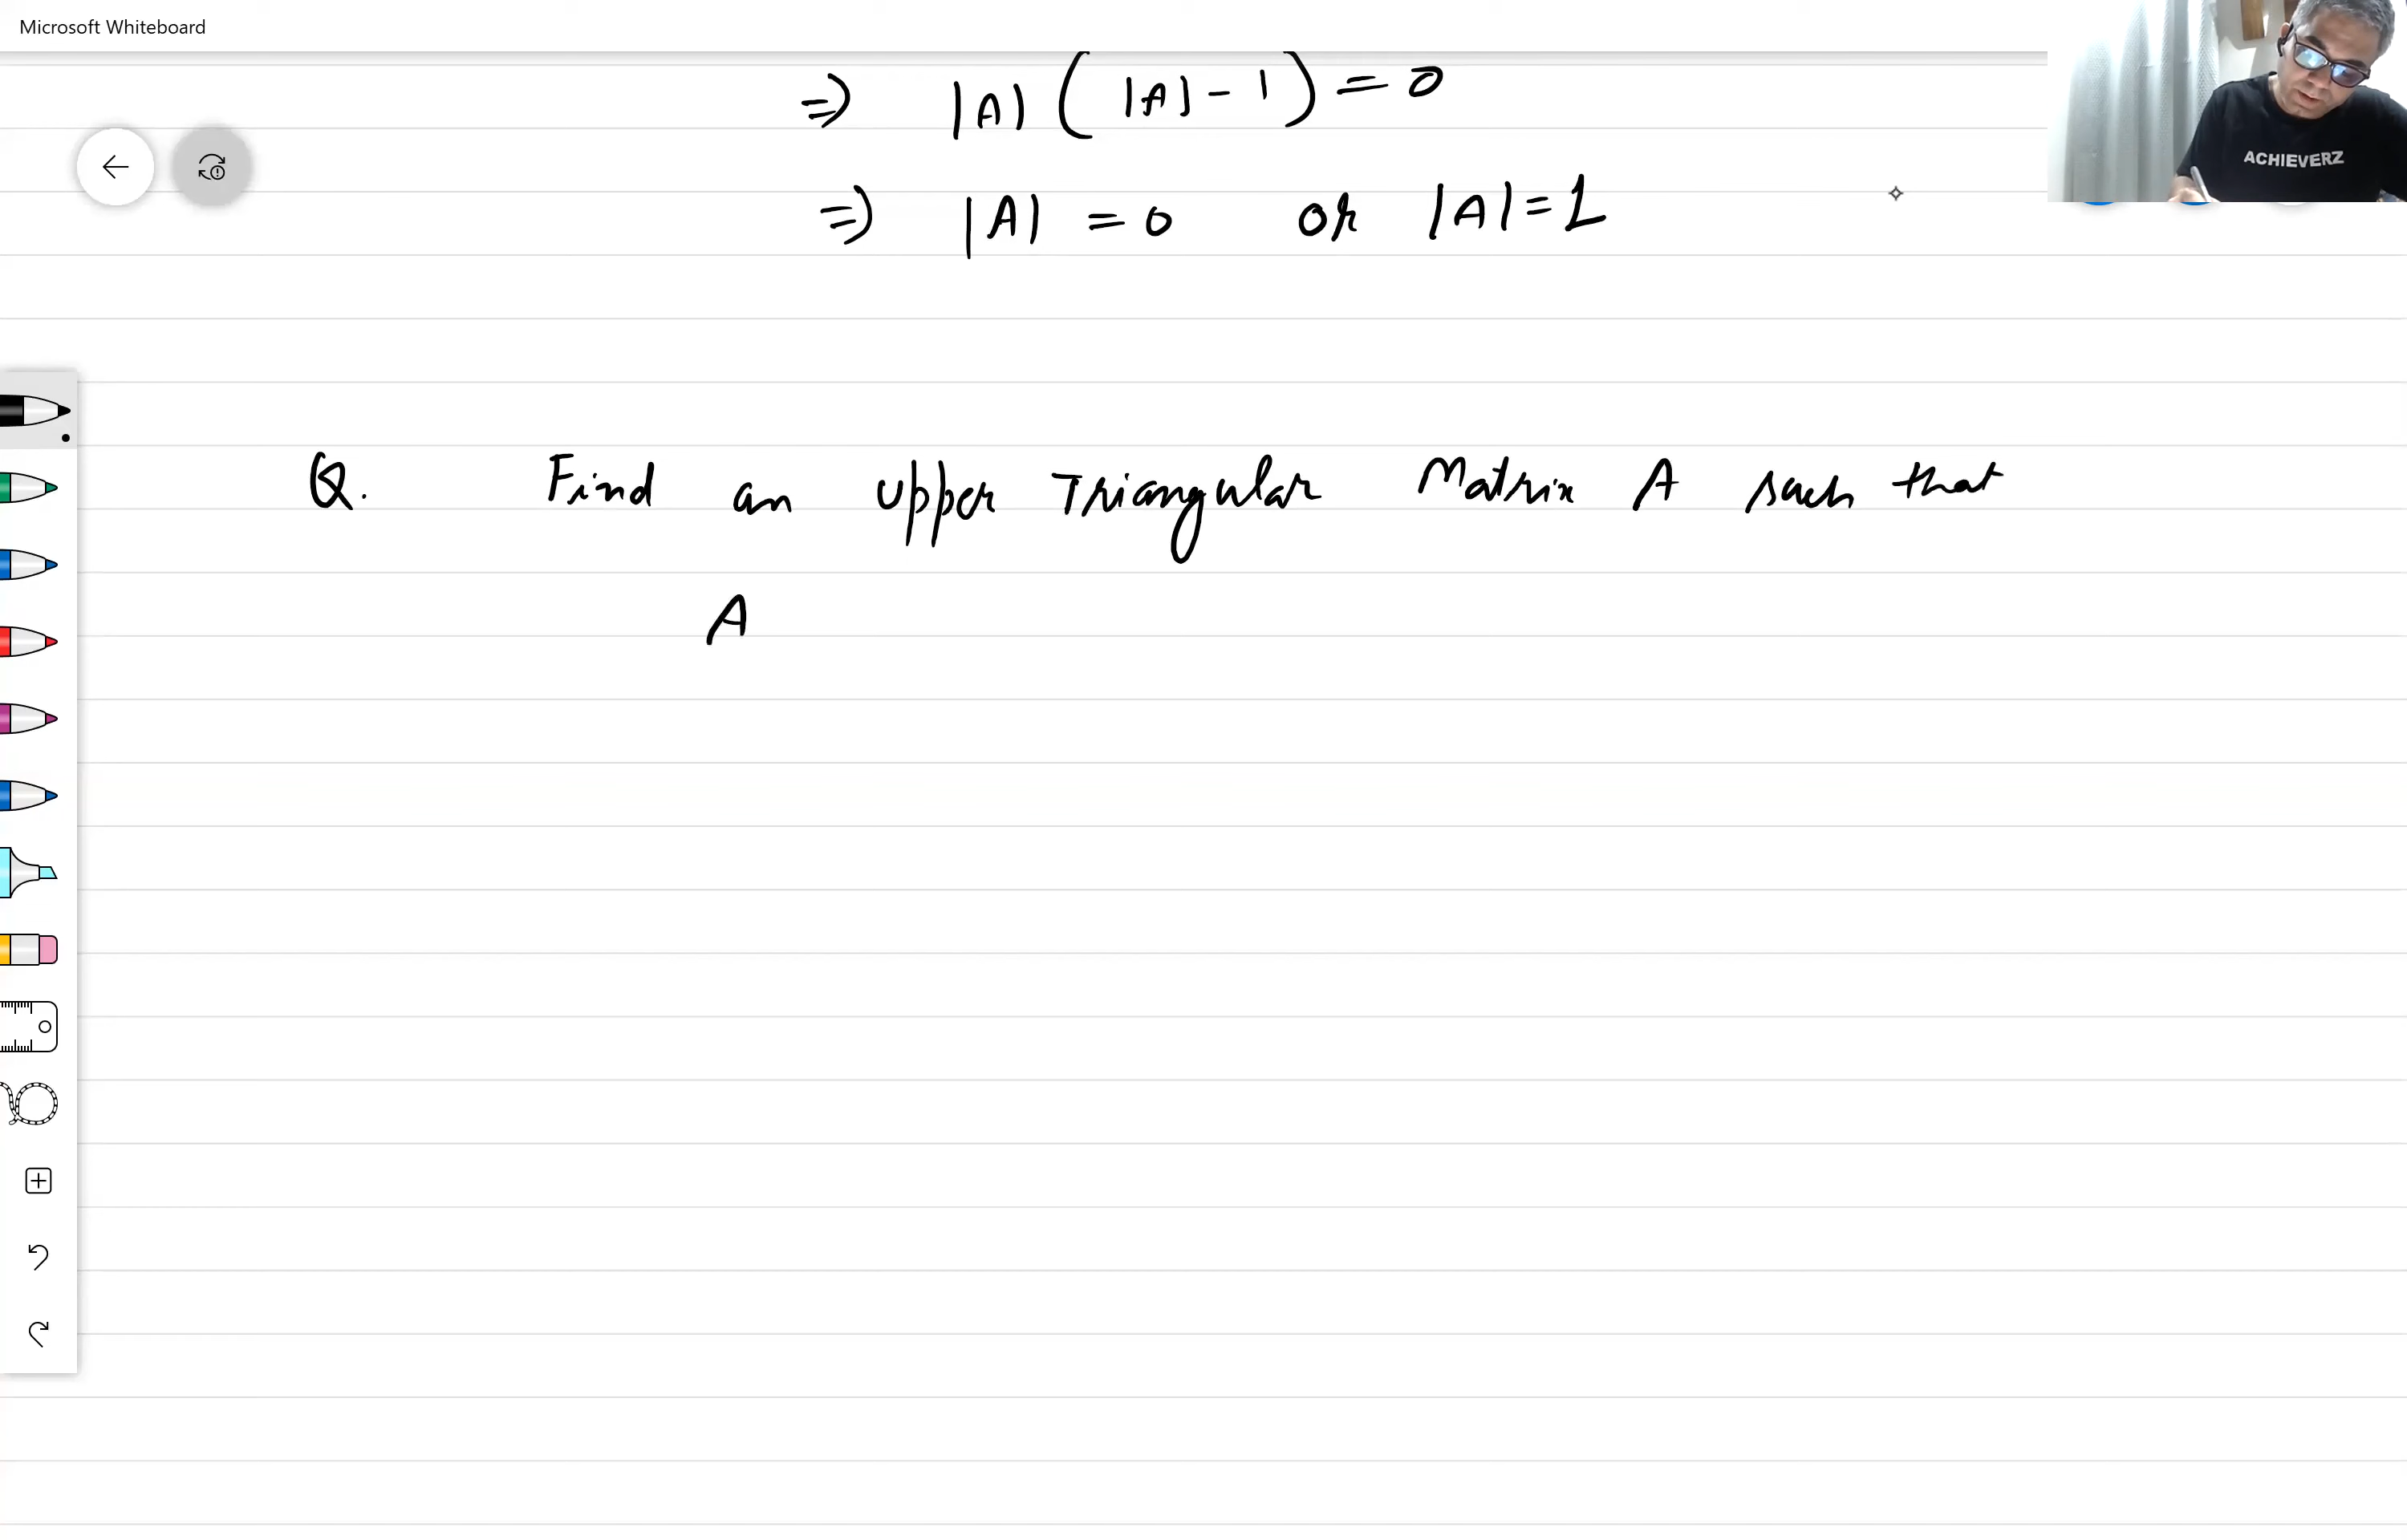 Microsoft Whiteboard
⇒ |A| ( |A| - 1 ) = 0
ACHIEVERZ
⇒ |A| = 0 or |A| = 1
Q. Find an upper Triangular Matrix A such that
A